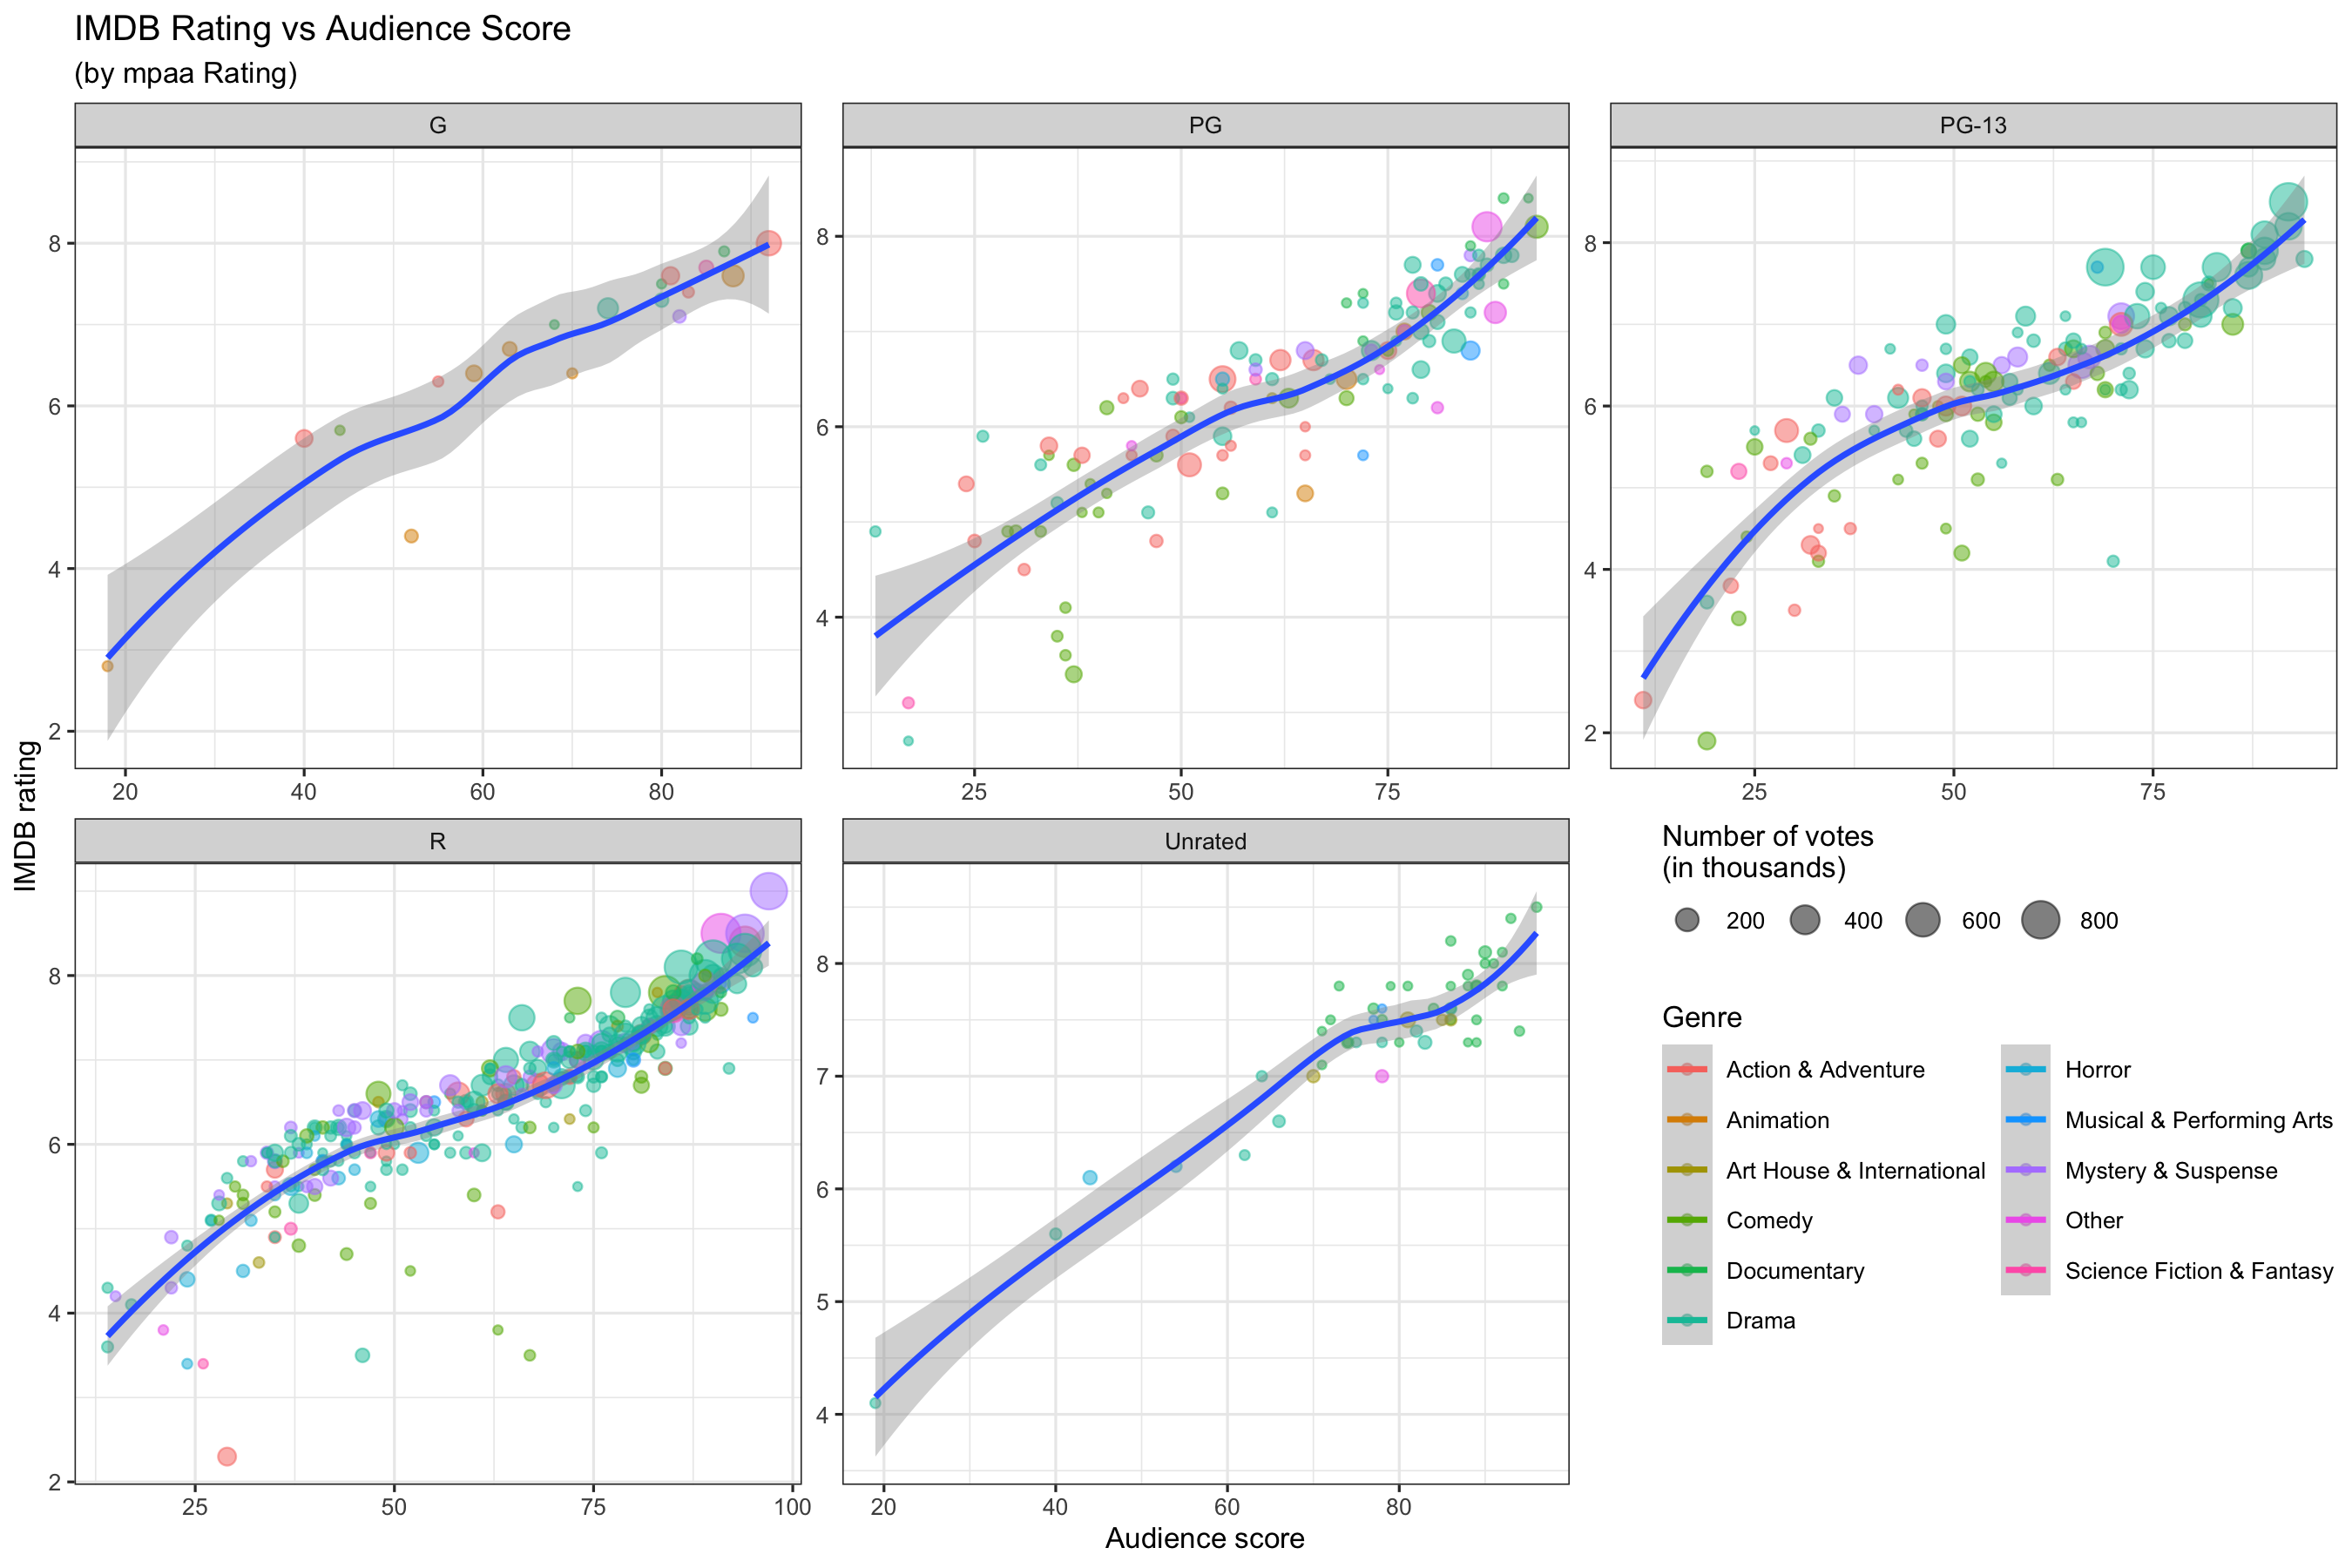 IMDB Rating vs Audience Score
(by mpaa Rating)
G
PG
PG-13
8
6
4
2
20
40
60
80
8
6
4
25
50
75
8
6
4
2
25
50
75
IMDB rating
R
Unrated
8
6
4
2
25
50
75
100
8
7
6
5
4
20
40
60
80
Audience score
Number of votes
(in thousands)
200
400
600
800
Genre
Action & Adventure
Animation
Art House & International
Comedy
Documentary
Drama
Horror
Musical & Performing Arts
Mystery & Suspense
Other
Science Fiction & Fantasy